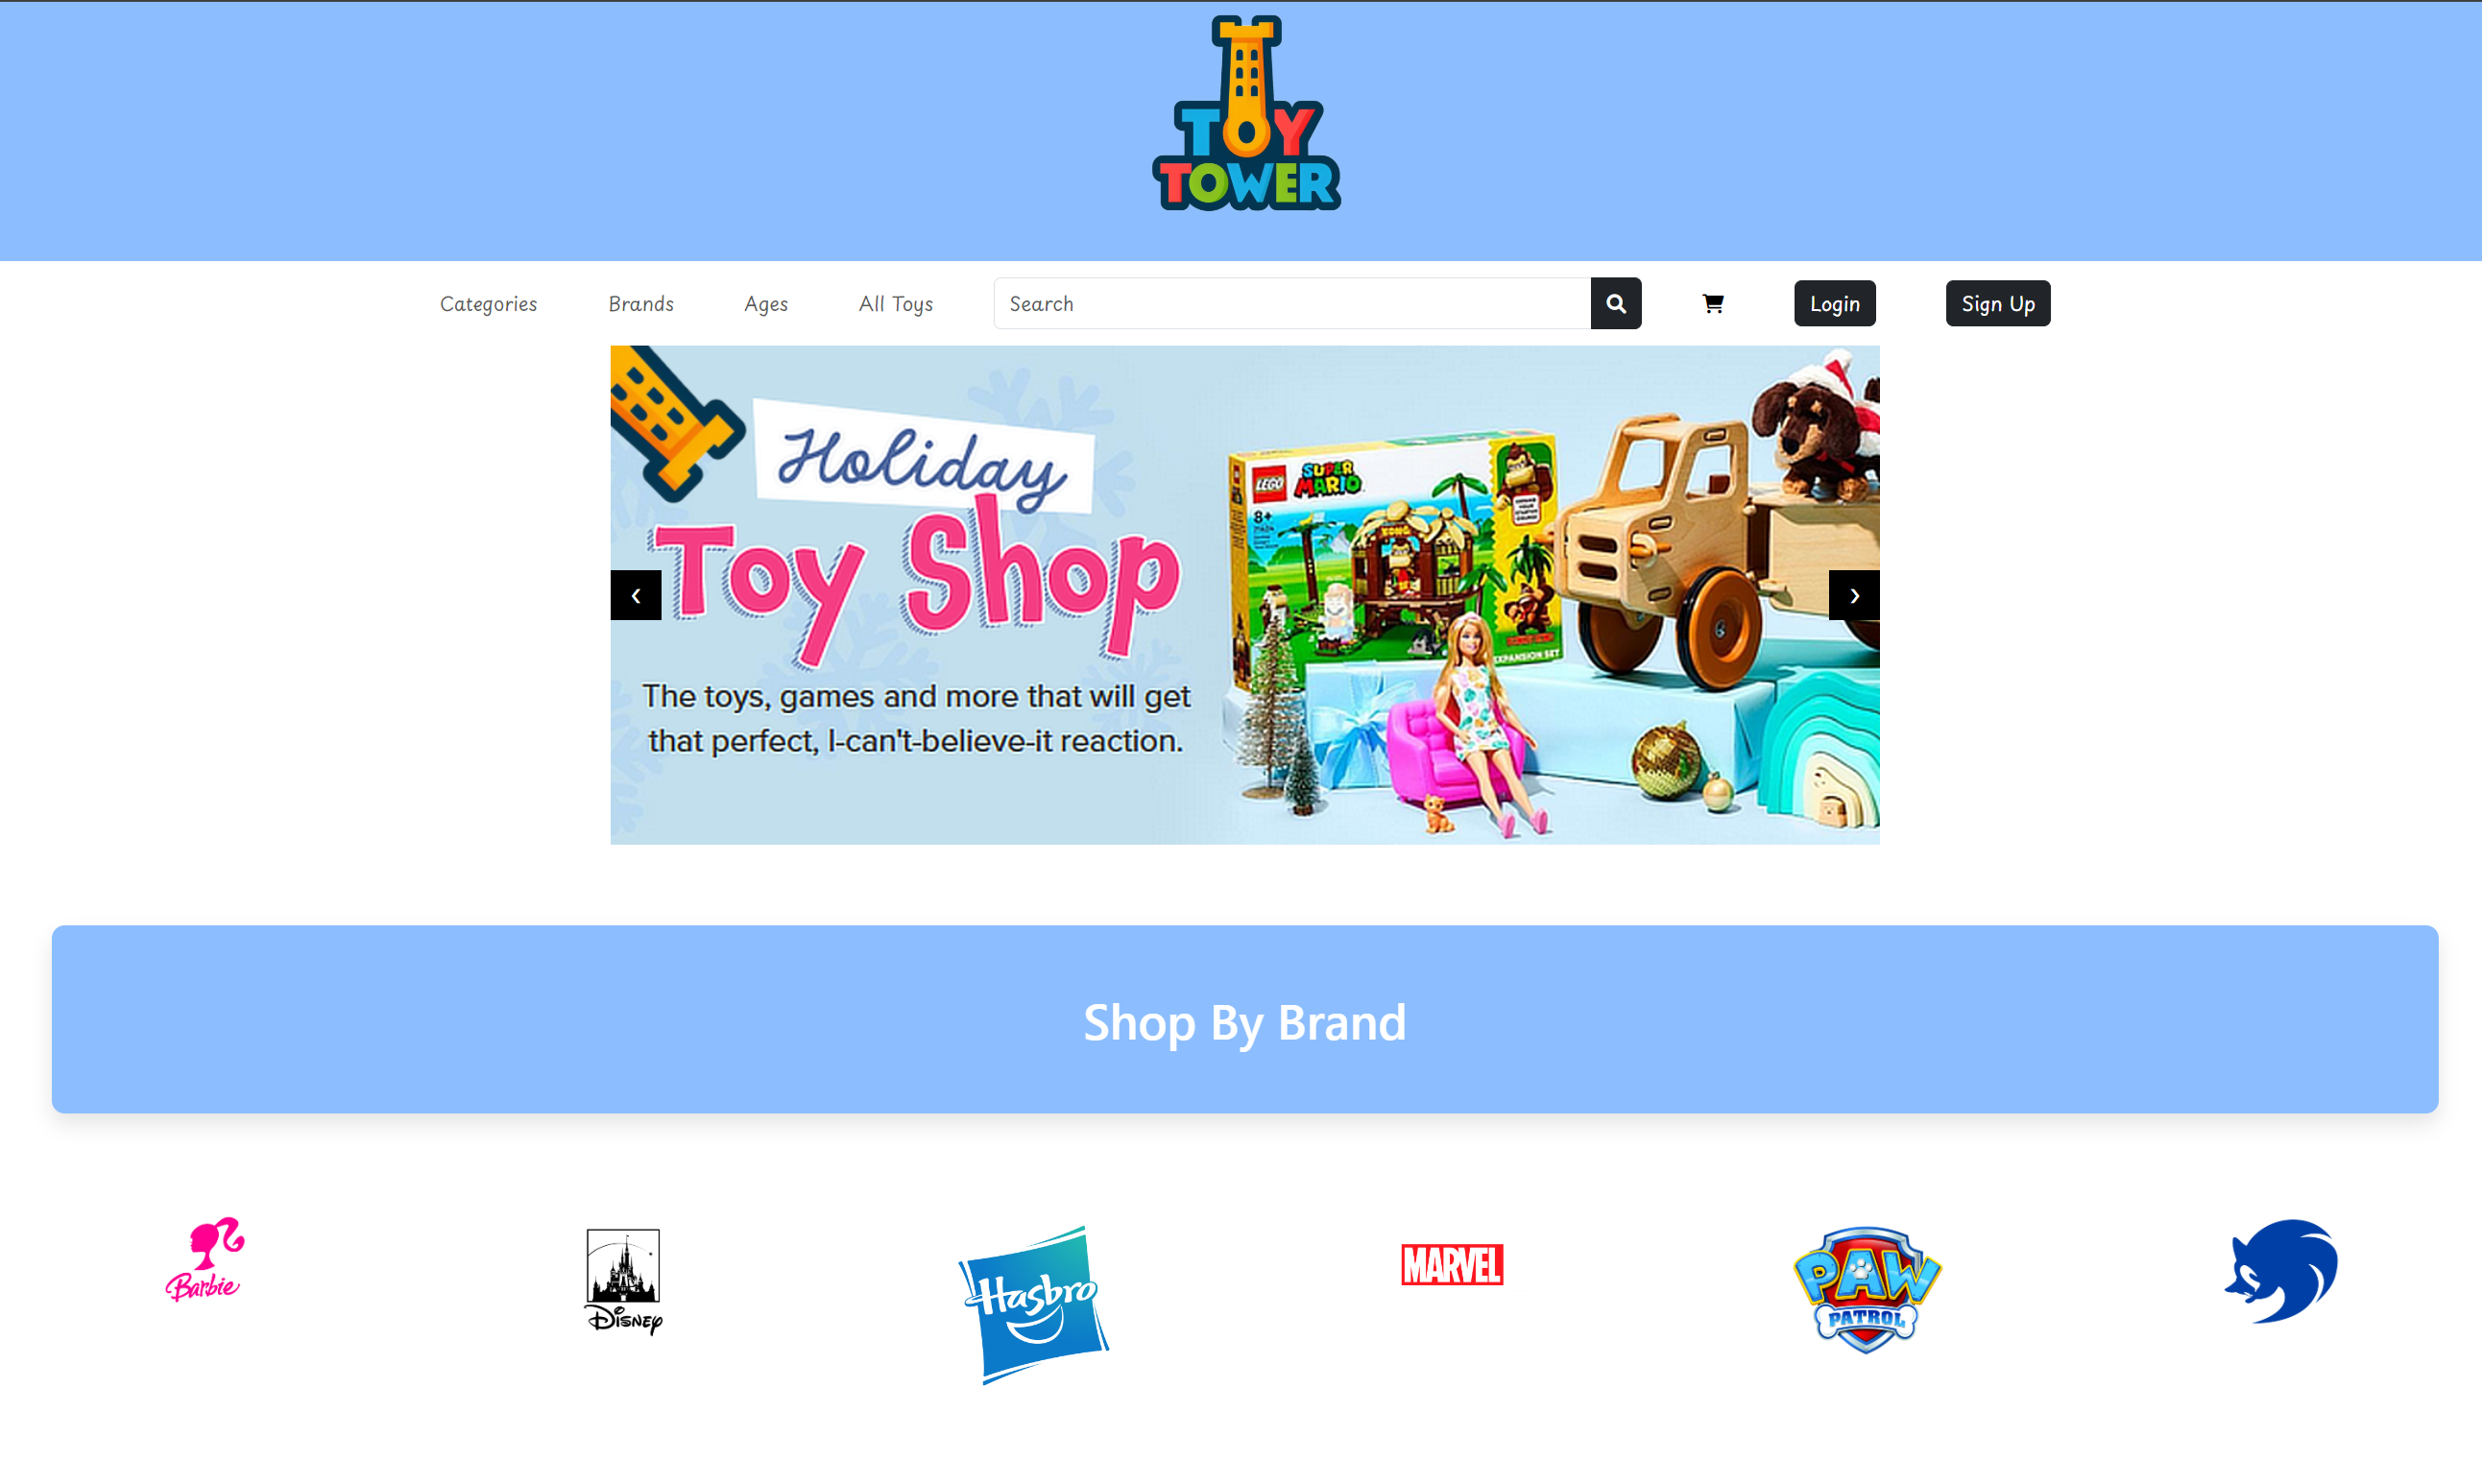 TOY
TOWER
Categories
Brands
Ages
All Toys
Search
Login
Sign Up
Holiday
Toy Shop
The toys, games and more that will get
that perfect, I-can't-believe-it reaction.
LEGO
SUPER
MARIO
8+
EXPANSION SET
‹
›
Shop By Brand
Barbie
DISNEY
Hasbro
MARVEL
PAW
PATROL